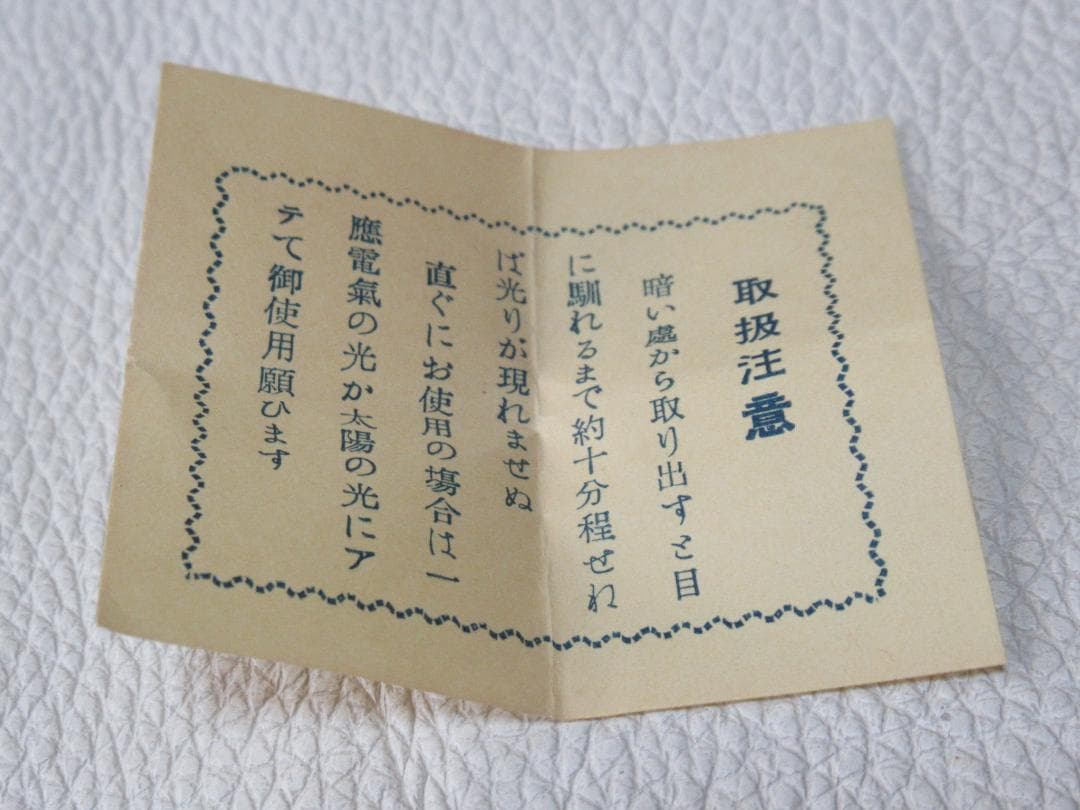 取扱注意
暗い處から取り出すと目
に馴れるまで約十分程せね
ば光りが現れませぬ
直ぐにお使用の塲合は一
應電氣の光か太陽の光にア
テて御使用願ひます